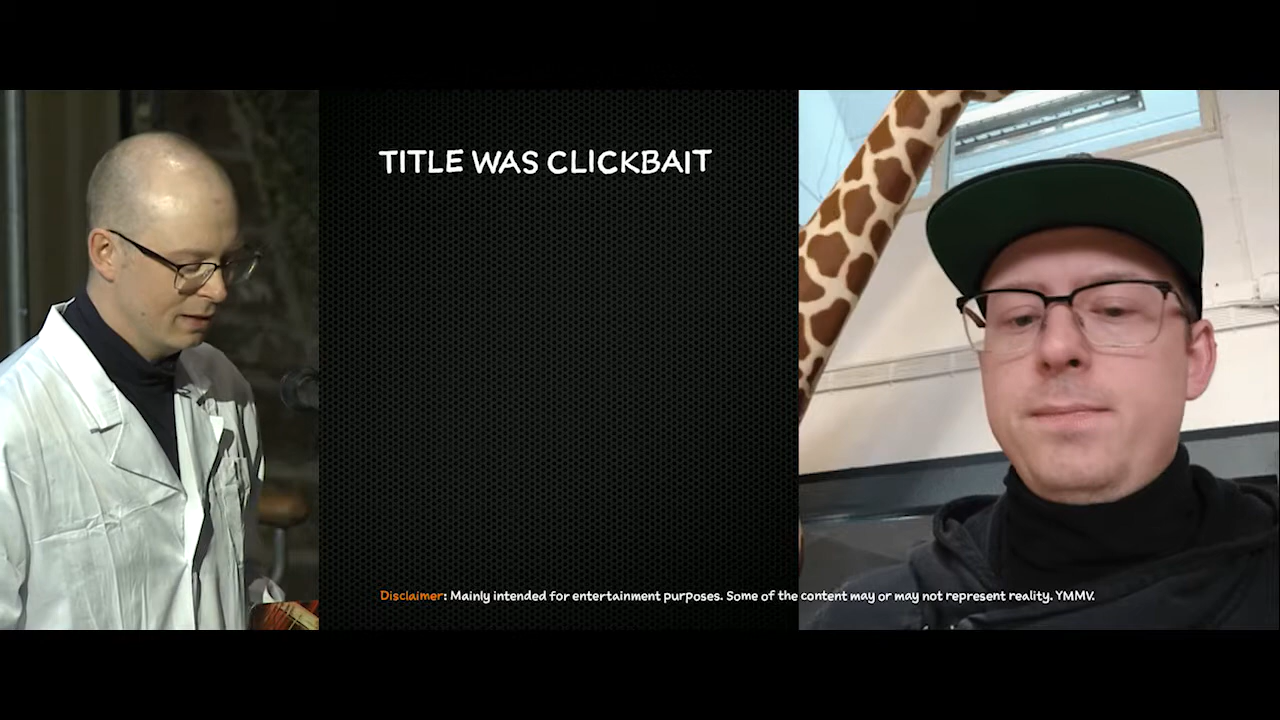 TITLE WAS CLICKBAIT
Disclaimer: Mainly intended for entertainment purposes. Some of the content may or may not represent reality. YMMV.